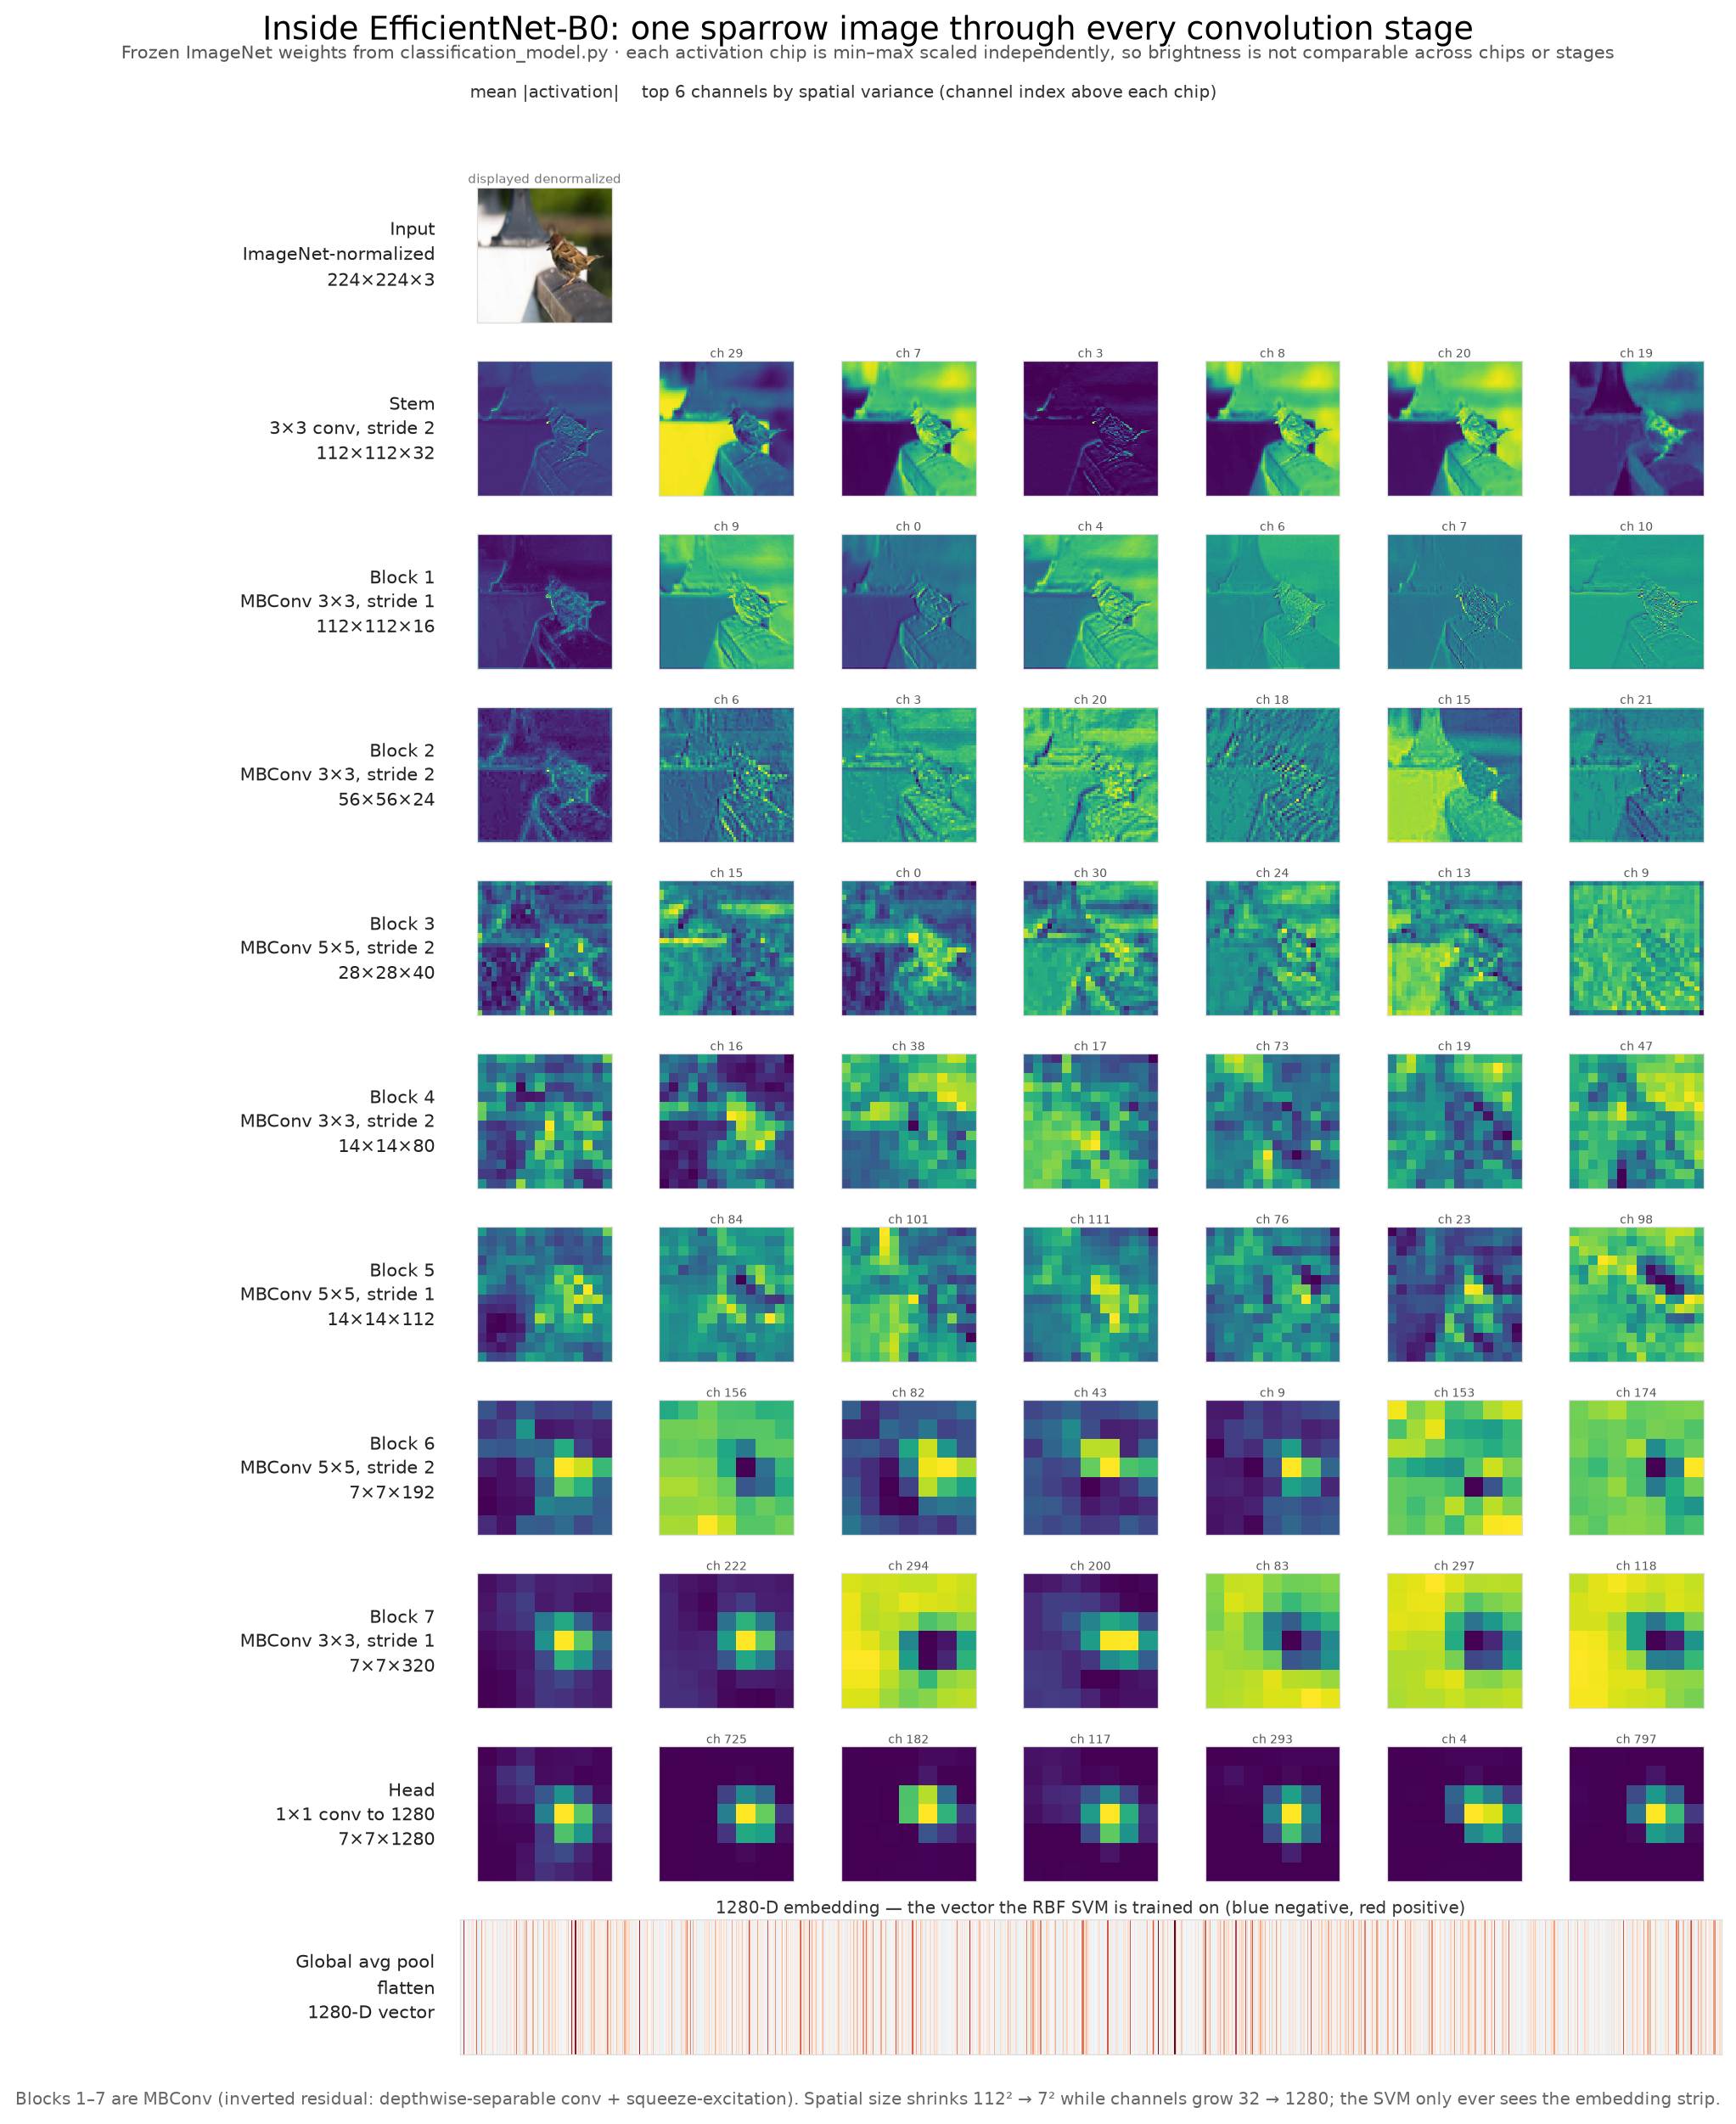 Inside EfficientNet-B0: one sparrow image through every convolution stage
Frozen ImageNet weights from classification_model.py · each activation chip is min–max scaled independently, so brightness is not comparable across chips or stages
mean |activation| top 6 channels by spatial variance (channel index above each chip)
displayed denormalized
Input
ImageNet-normalized
224×224×3
ch 29 ch 7 ch 3 ch 8 ch 20 ch 19
Stem
3×3 conv, stride 2
112×112×32
ch 9 ch 0 ch 4 ch 6 ch 7 ch 10
Block 1
MBConv 3×3, stride 1
112×112×16
ch 6 ch 3 ch 20 ch 18 ch 15 ch 21
Block 2
MBConv 3×3, stride 2
56×56×24
ch 15 ch 0 ch 30 ch 24 ch 13 ch 9
Block 3
MBConv 5×5, stride 2
28×28×40
ch 16 ch 38 ch 17 ch 73 ch 19 ch 47
Block 4
MBConv 3×3, stride 2
14×14×80
ch 84 ch 101 ch 111 ch 76 ch 23 ch 98
Block 5
MBConv 5×5, stride 1
14×14×112
ch 156 ch 82 ch 43 ch 9 ch 153 ch 174
Block 6
MBConv 5×5, stride 2
7×7×192
ch 222 ch 294 ch 200 ch 83 ch 297 ch 118
Block 7
MBConv 3×3, stride 1
7×7×320
ch 725 ch 182 ch 117 ch 293 ch 4 ch 797
Head
1×1 conv to 1280
7×7×1280
1280-D embedding — the vector the RBF SVM is trained on (blue negative, red positive)
Global avg pool
flatten
1280-D vector
Blocks 1–7 are MBConv (inverted residual: depthwise-separable conv + squeeze-excitation). Spatial size shrinks 112² → 7² while channels grow 32 → 1280; the SVM only ever sees the embedding strip.